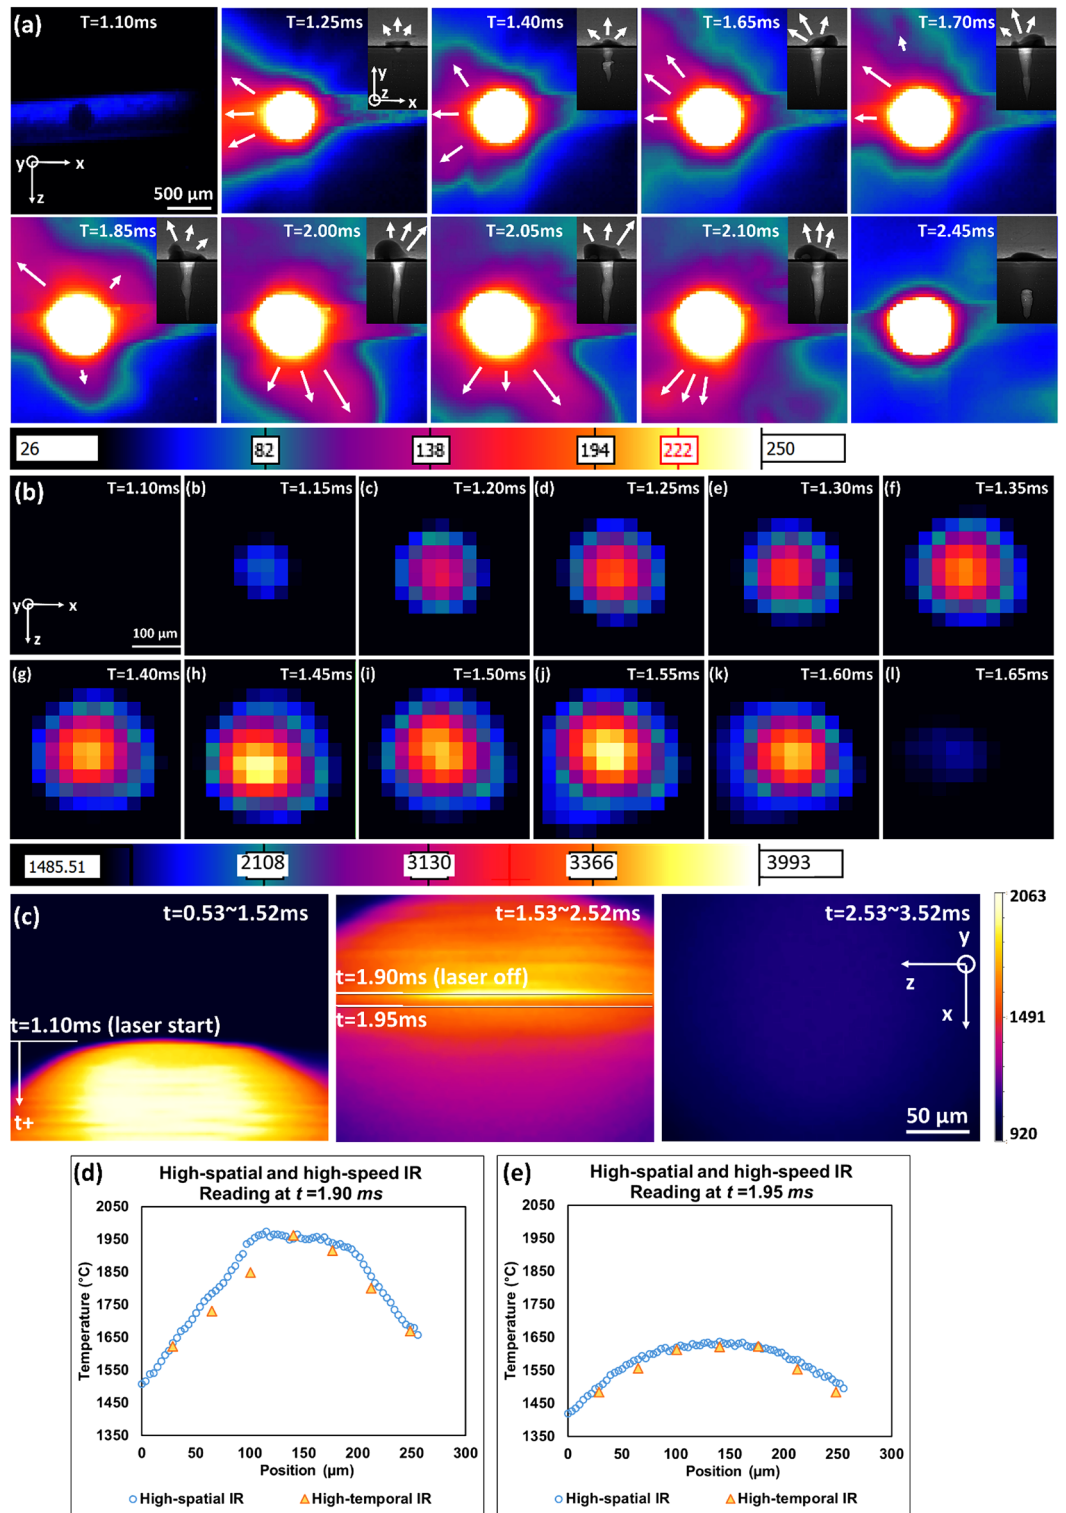 (a) T=1.10ms T=1.25ms T=1.40ms T=1.65ms T=1.70ms
y
z
x
y x
z
500 µm
T=1.85ms T=2.00ms T=2.05ms T=2.10ms T=2.45ms
26 82 138 194 222 250
(b) T=1.10ms (b) T=1.15ms (c) T=1.20ms (d) T=1.25ms (e) T=1.30ms (f) T=1.35ms
y x
z
100 µm
(g) T=1.40ms (h) T=1.45ms (i) T=1.50ms (j) T=1.55ms (k) T=1.60ms (l) T=1.65ms
1485.51 2108 3130 3366 3993
(c) t=0.53~1.52ms t=1.53~2.52ms t=2.53~3.52ms 2063
y
z
x
t=1.90ms (laser off)
t=1.95ms
t=1.10ms (laser start)
1491
t+
50 µm
920
(d) High-spatial and high-speed IR
Reading at t =1.90 ms
2050
1950
1850
1750
1650
1550
1450
1350
Temperature (°C)
0 50 100 150 200 250 300
Position (µm)
High-spatial IR High-temporal IR
(e) High-spatial and high-speed IR
Reading at t =1.95 ms
2050
1950
1850
1750
1650
1550
1450
1350
Temperature (°C)
0 50 100 150 200 250 300
Position (µm)
High-spatial IR High-temporal IR